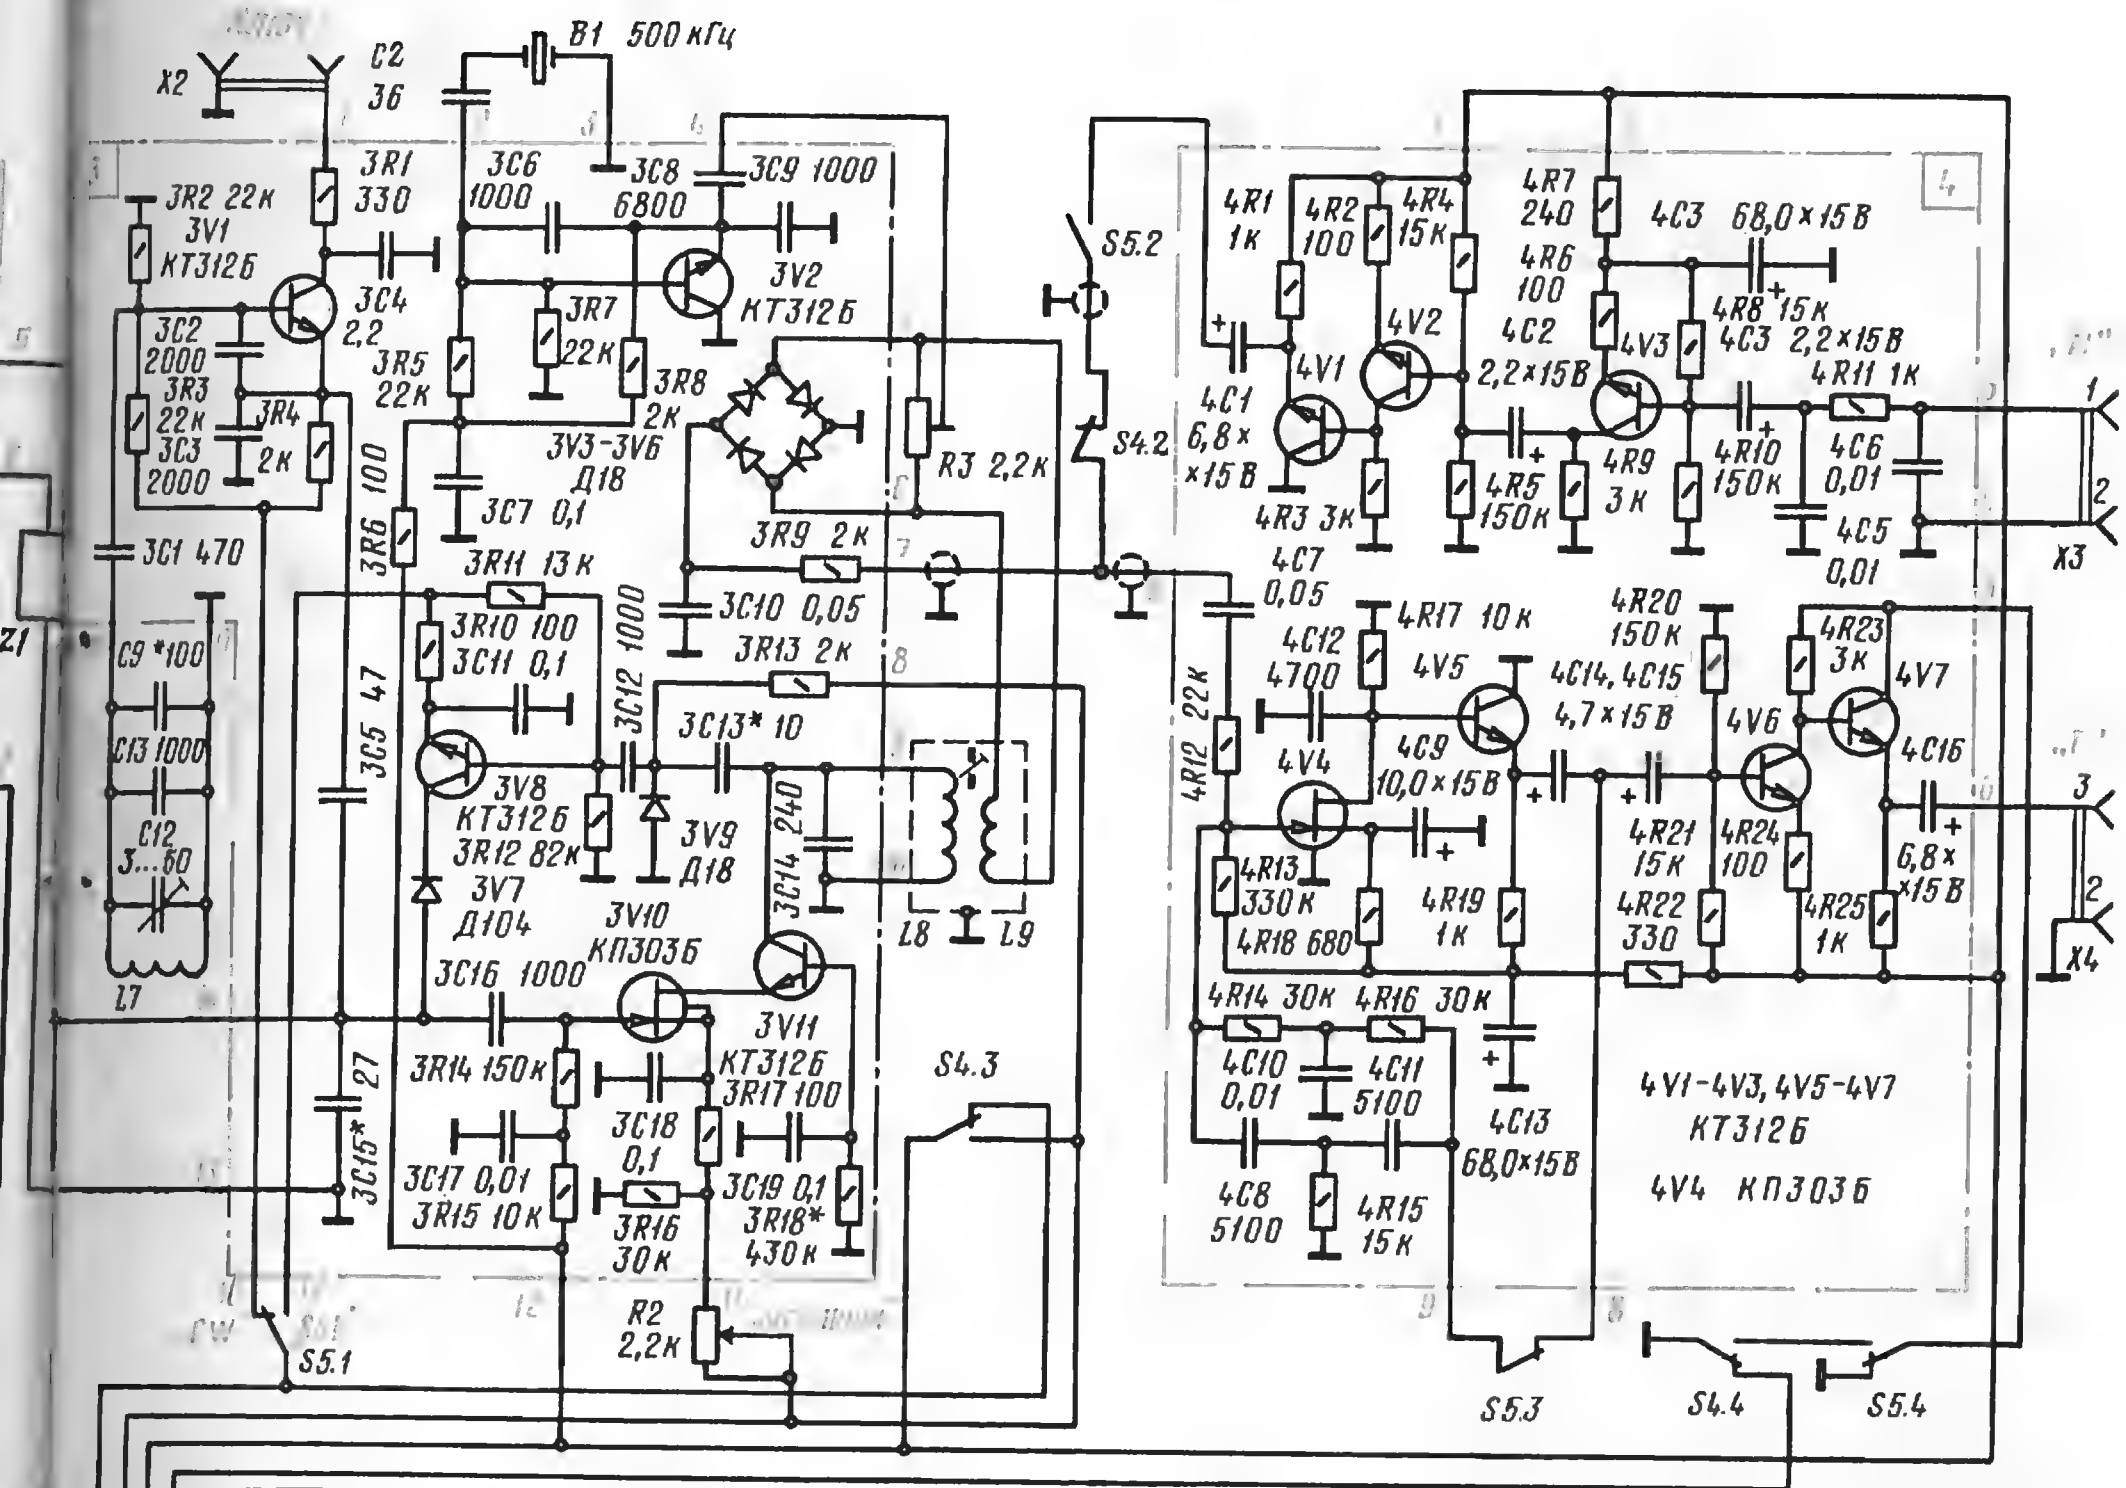 B1 500 кГц
C2
36
X2
3R1
330
3C6
1000
3C8
6800
3C9 1000
3R2 22к
3V1
КТ312Б
3C4
2,2
3V2
КТ312Б
3C2
2000
3R3
22к
3C3
2000
3R4
2к
3R5
22к
3R7
22к
3R8
2к
3V3-3V6
Д18
R3 2,2к
3R6 100
3C7 0,1
3C1 470
3R11 13к
3R9 2к
3C10 0,05
3R10 100
3C11 0,1
3C12 1000
3R13 2к
3C13* 10
Z1
C9 *100
C13 1000
C12
3...60
L7
3C5 47
3V8
КТ312Б
3R12 82к
3V7
Д104
3V9
Д18
3C14 240
L8
L9
3V10
КП303Б
3C16 1000
3V11
КТ312Б
3R14 150к
3R17 100
3C15* 27
3C17 0,01
3R15 10к
3C18
0,1
3R16
30к
3C19 0,1
3R18*
430к
R2
2,2к
S4.3
S5.1
S5.2
S4.2
4
4R1
1к
4R2
100
4R4
15к
4R7
240
4C3 68,0×15В
4R6
100
4R8 15к
4C3 2,2×15В
4V2
4C2
2,2×15В
4V3
4R11 1к
4V1
4C1
6,8×
×15В
4R3 3к
4R5
150к
4R9
3к
4R10
150к
4C6
0,01
4C5
0,01
1
2
X3
4C7
0,05
4R17 10к
4R20
150к
4R23
3к
4C12
4700
4V5
4C14, 4C15
4,7×15В
4V7
4R12 22к
4V4
4C9
10,0×15В
4V6
4C16
6,8×
×15В
3
4R13
330к
4R18 680
4R19
1к
4R21
15к
4R24
100
4R22
330
4R25
1к
2
X4
4R14 30к
4R16 30к
4C10
0,01
4C11
5100
4C13
68,0×15В
4C8
5100
4R15
15к
4V1-4V3, 4V5-4V7
КТ312Б
4V4 КП303Б
S5.3
S4.4
S5.4